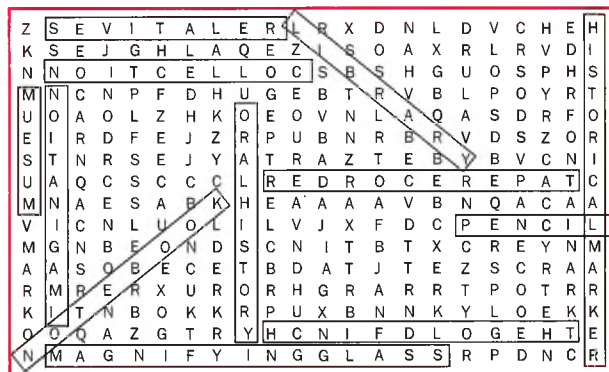 Z S E V I T A L E R L R X D N L D V C H E H
K S E J G H L A Q E Z I S O A X R L R V D I
N N O I T C E L L O C S B S H G U O S P H S
M N C N P F D H U G E B T R V B L P O Y R T
U O A O L Z H K O E O V N L A Q A S D R F O
E I R D F E J Z R P U B N R B R V D S Z O R
S T N R S E J Y A T R A Z T E B Y B V C N I
U A Q C S C C C L R E D R O C E R E P A T C
M N A E S A B K H E A A A A V B N Q A C A A
V I C N L U O L I L V J X F D C P E N C I L
M G N B E O N D S C N I T B T X C R E Y N M
A A S O B E C E T B D A T J T E Z S C R A A
R M R E R X U R O R H G R A R R T P O T R R
K I T N B O K K R P U X B N N K Y L O E K K
O O Q A Z G T R Y H C N I F D L O G E H T E
N M A G N I F Y I N G G L A S S R P D N C R